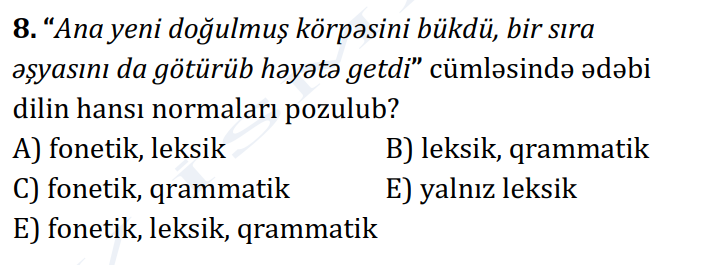 8. “Ana yeni doğulmuş körpəsini bükdü, bir sıra
əşyasını da götürüb həyətə getdi” cümləsində ədəbi
dilin hansı normaları pozulub?
A) fonetik, leksik B) leksik, qrammatik
C) fonetik, qrammatik E) yalnız leksik
E) fonetik, leksik, qrammatik